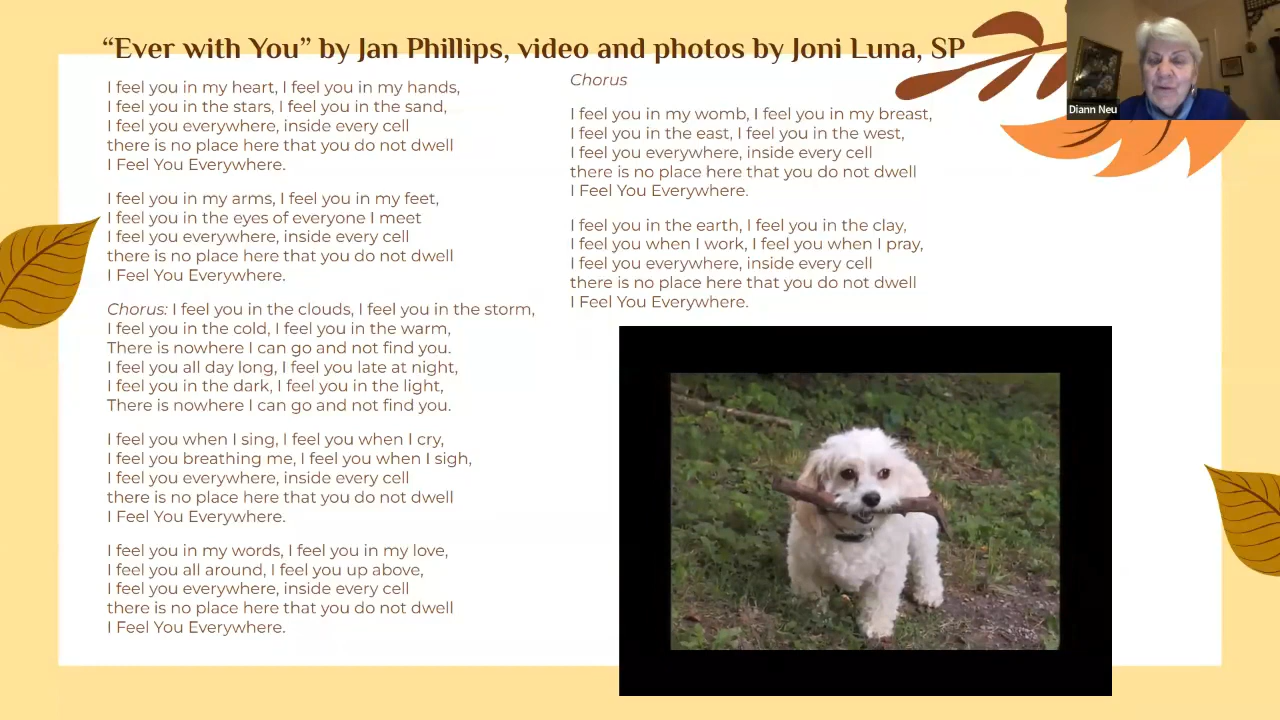 “Ever with You” by Jan Phillips, video and photos by Joni Luna, SP
I feel you in my heart, I feel you in my hands,
I feel you in the stars, I feel you in the sand,
I feel you everywhere, inside every cell
there is no place here that you do not dwell
I Feel You Everywhere.
I feel you in my arms, I feel you in my feet,
I feel you in the eyes of everyone I meet
I feel you everywhere, inside every cell
there is no place here that you do not dwell
I Feel You Everywhere.
Chorus: I feel you in the clouds, I feel you in the storm,
I feel you in the cold, I feel you in the warm,
There is nowhere I can go and not find you.
I feel you all day long, I feel you late at night,
I feel you in the dark, I feel you in the light,
There is nowhere I can go and not find you.
I feel you when I sing, I feel you when I cry,
I feel you breathing me, I feel you when I sigh,
I feel you everywhere, inside every cell
there is no place here that you do not dwell
I Feel You Everywhere.
I feel you in my words, I feel you in my love,
I feel you all around, I feel you up above,
I feel you everywhere, inside every cell
there is no place here that you do not dwell
I Feel You Everywhere.
Chorus
I feel you in my womb, I feel you in my breast,
I feel you in the east, I feel you in the west,
I feel you everywhere, inside every cell
there is no place here that you do not dwell
I Feel You Everywhere.
I feel you in the earth, I feel you in the clay,
I feel you when I work, I feel you when I pray,
I feel you everywhere, inside every cell
there is no place here that you do not dwell
I Feel You Everywhere.
Diann Neu